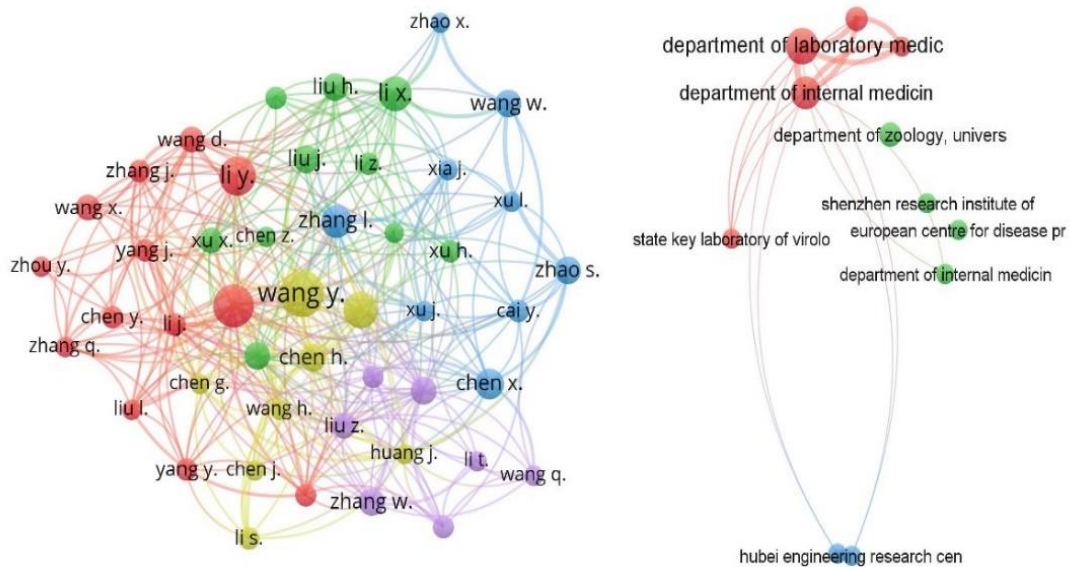 zhao x.
liu h.
li x.
wang w.
wang d.
liu j.
li z.
xia j.
zhang j.
li y.
wang x.
zhang l.
xu l.
xu x.
chen z.
yang j.
xu h.
zhou y.
zhao s.
wang y.
chen y.
li j.
xu j.
cai y.
zhang q.
chen h.
chen g.
chen x.
liu l.
wang h.
liu z.
huang j.
yang y.
chen j.
li t.
wang q.
zhang w.
li s.
department of laboratory medic
department of internal medicin
department of zoology, univers
shenzhen research institute of
european centre for disease pr
state key laboratory of virolo
department of internal medicin
hubei engineering research cen